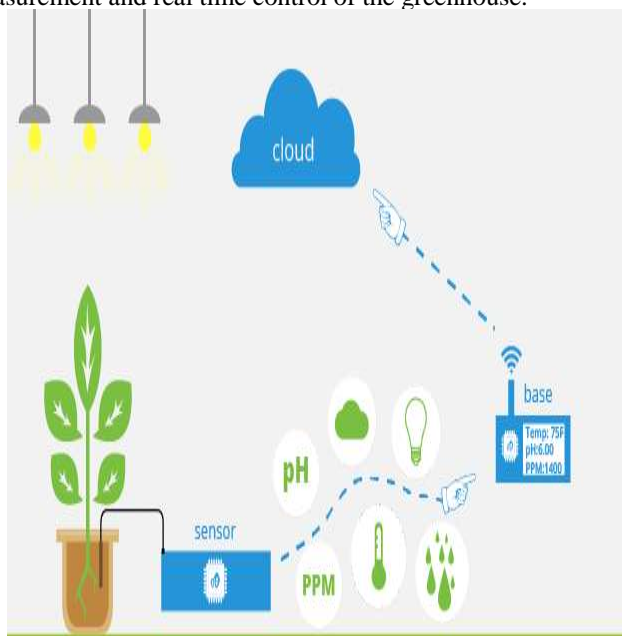 asurement and real time control of the greenhouse.
cloud
base
Temp: 75F
pH:6.00
PPM:1400
pH
sensor
PPM